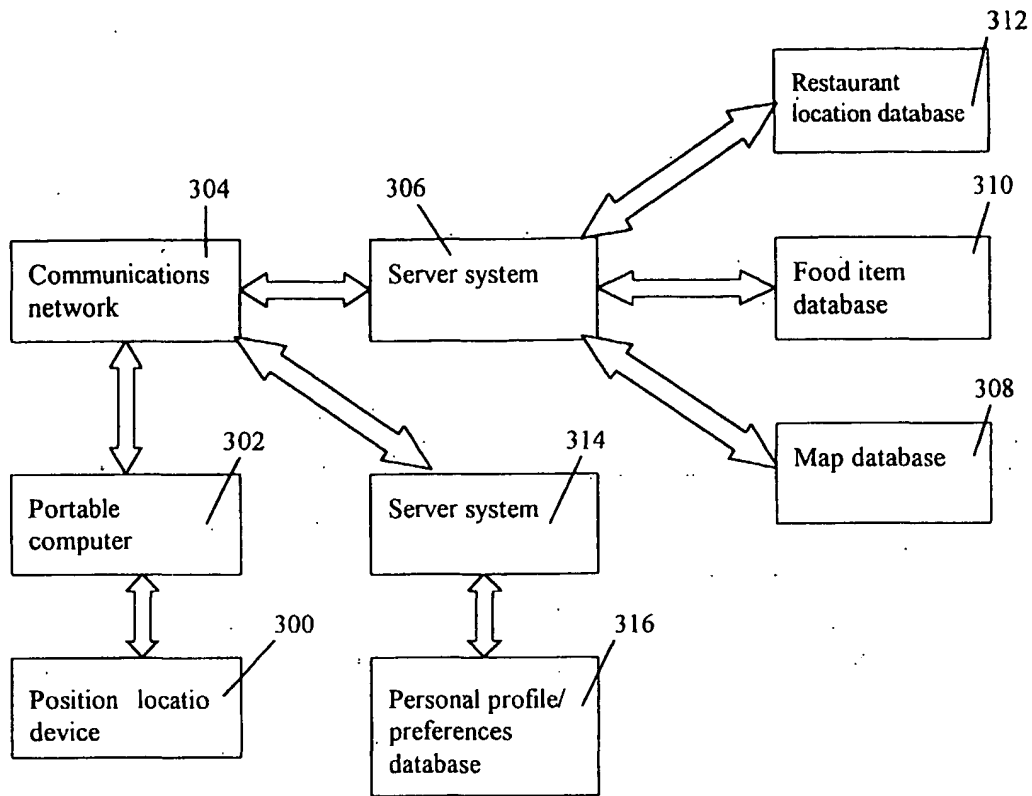 312
Restaurant
location database
304
306
310
Communications
network
Server system
Food item
database
302
314
308
Portable
computer
Server system
Map database
300
316
Position locatio
device
Personal profile/
preferences
database